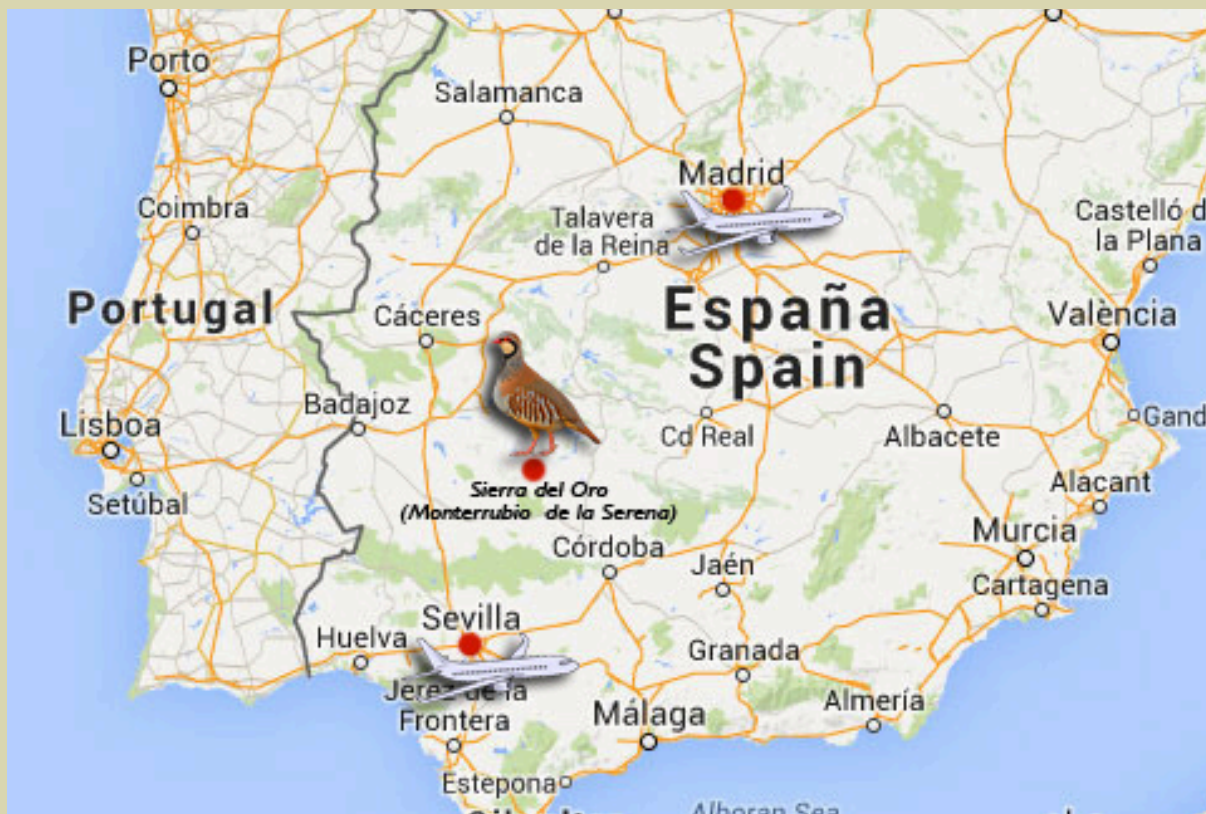 Porto
Salamanca
Madrid
Coimbra
Talavera
de la Reina
Castelló d
la Plana
Portugal
Cáceres
España
Spain
València
Badajoz
Lisboa
Cd Real
Albacete
Gand
Setúbal
Sierra del Oro
(Monterrubio de la Serena)
Alacant
Córdoba
Jaén
Murcia
Cartagena
Sevilla
Huelva
Granada
Jerez de la
Frontera
Málaga
Almería
Estepona
Alboran Sea